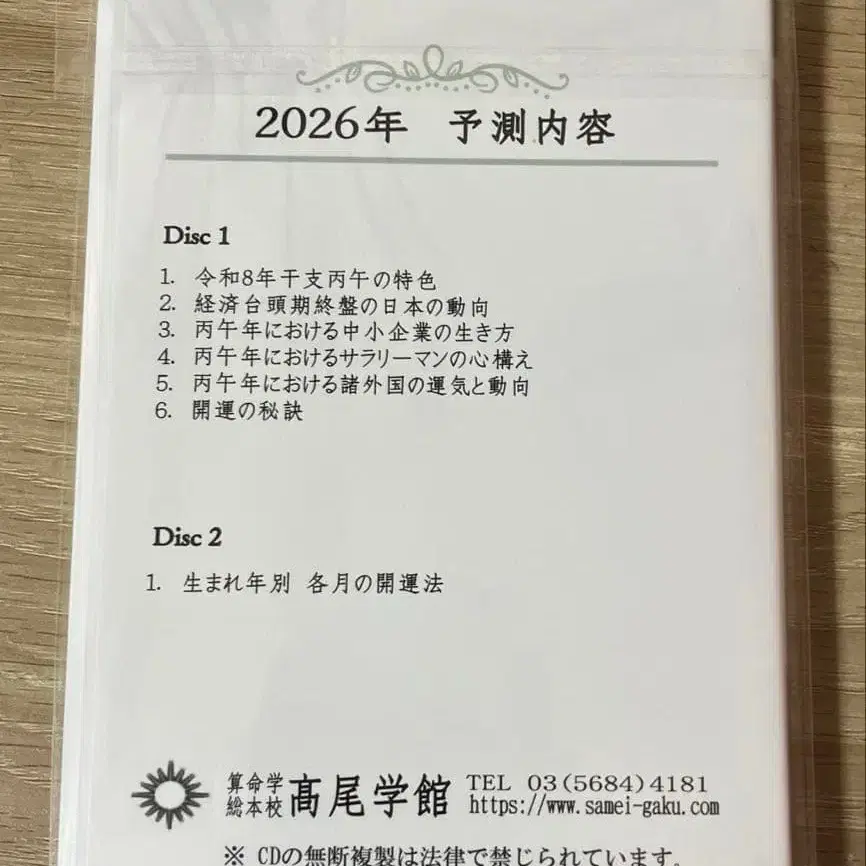 2026年 予測内容
Disc 1
1. 令和8年干支丙午の特色
2. 経済台頭期終盤の日本の動向
3. 丙午年における中小企業の生き方
4. 丙午年におけるサラリーマンの心構え
5. 丙午年における諸外国の運気と動向
6. 開運の秘訣
Disc 2
1. 生まれ年別 各月の開運法
算命学
総本校
髙尾学館
TEL 03(5684)4181
https://www.samei-gaku.com
※ CDの無断複製は法律で禁じられています。